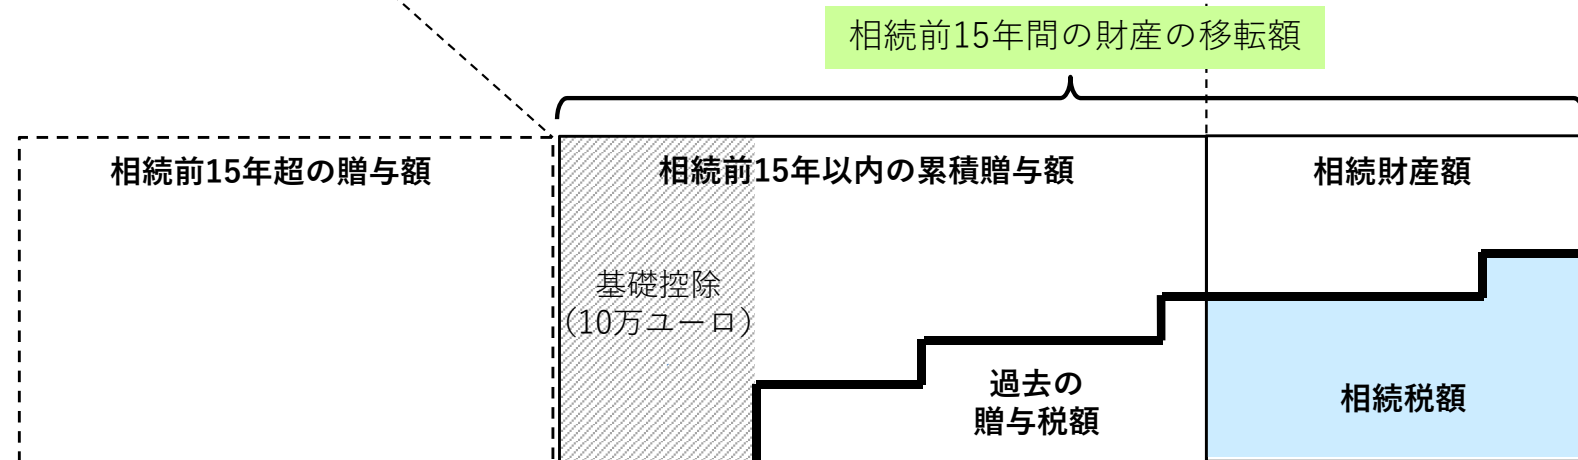 相続前15年間の財産の移転額
相続前15年超の贈与額
相続前15年以内の累積贈与額
相続財産額
基礎控除
（10万ユーロ）
過去の
贈与税額
相続税額